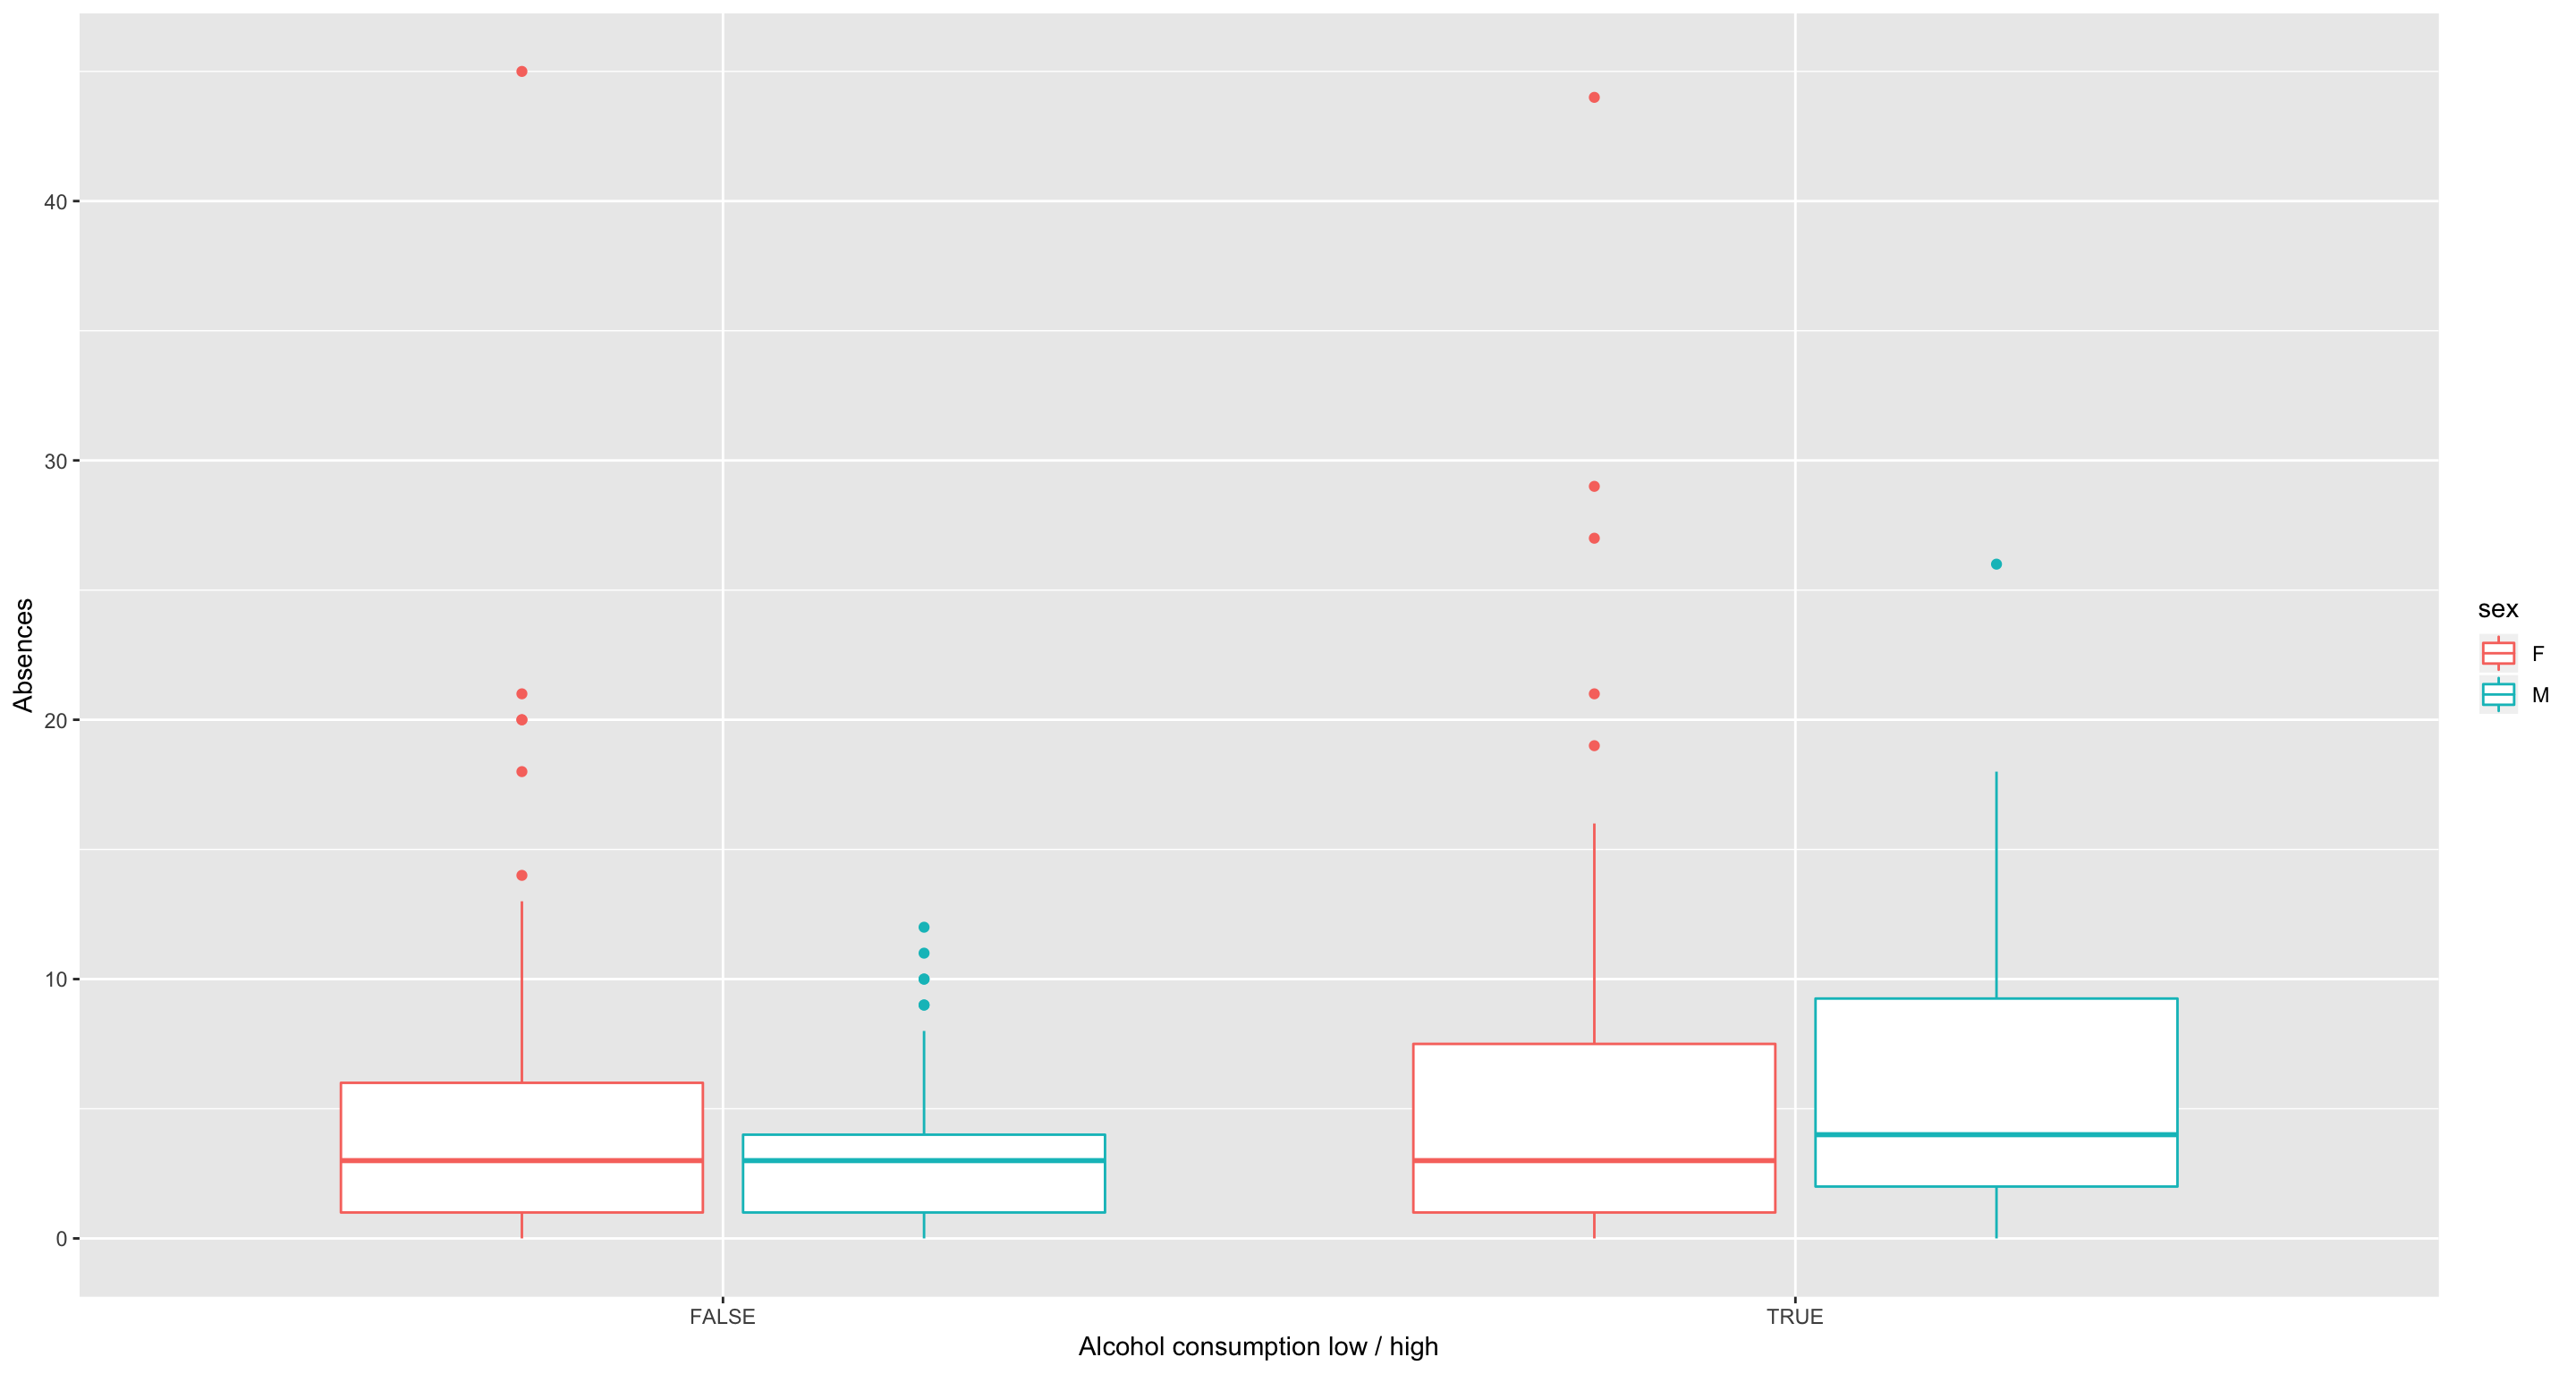 Absences
40
30
20
10
0
FALSE
TRUE
Alcohol consumption low / high
sex
F
M